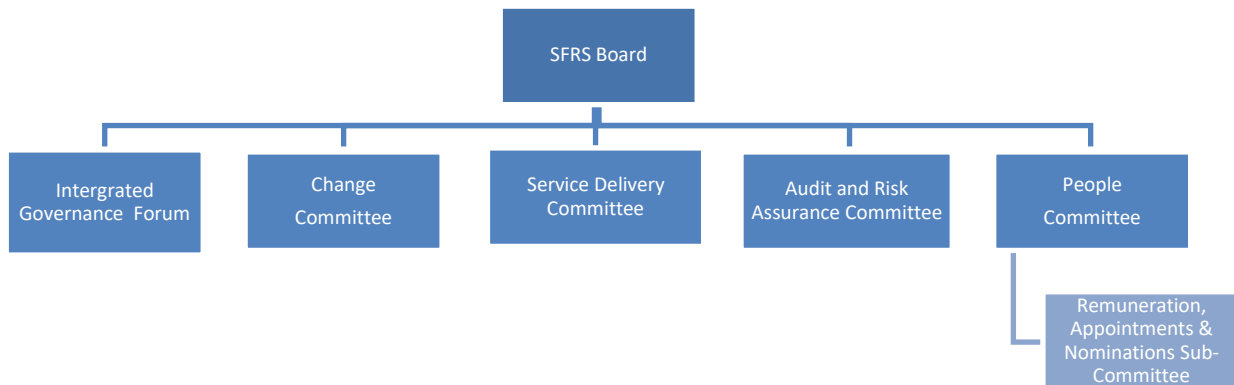 SFRS Board
Intergrated
Governance Forum
Change
Committee
Service Delivery
Committee
Audit and Risk
Assurance Committee
People
Committee
Remuneration,
Appointments &
Nominations Sub-
Committee